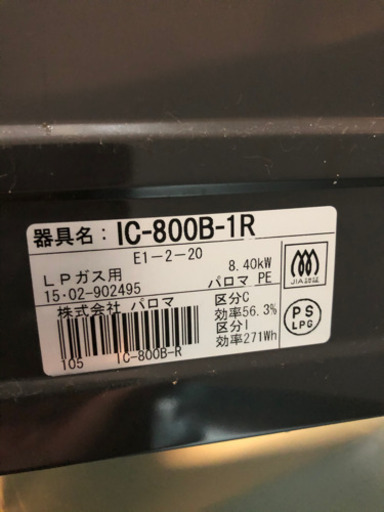 器具名：IC-800B-1R
E1-2-20
LPガス用 8.40kW
15·02-902495 パロマ PE
株式会社 パロマ 区分C
効率56.3%
区分I
効率271Wh
105 IC-800B-R
JIA認証
PS
LPG